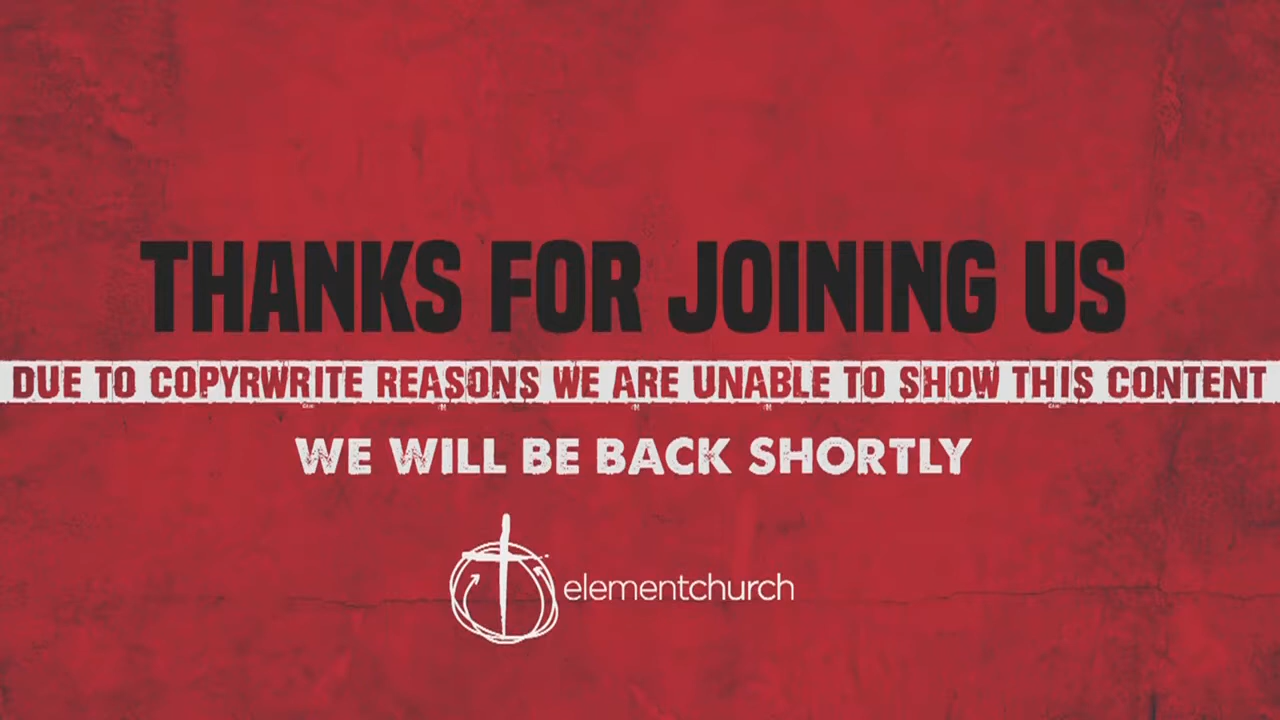 THANKS FOR JOINING US
DUE TO COPYRWRITE REASONS WE ARE UNABLE TO SHOW THIS CONTENT
WE WILL BE BACK SHORTLY
elementchurch